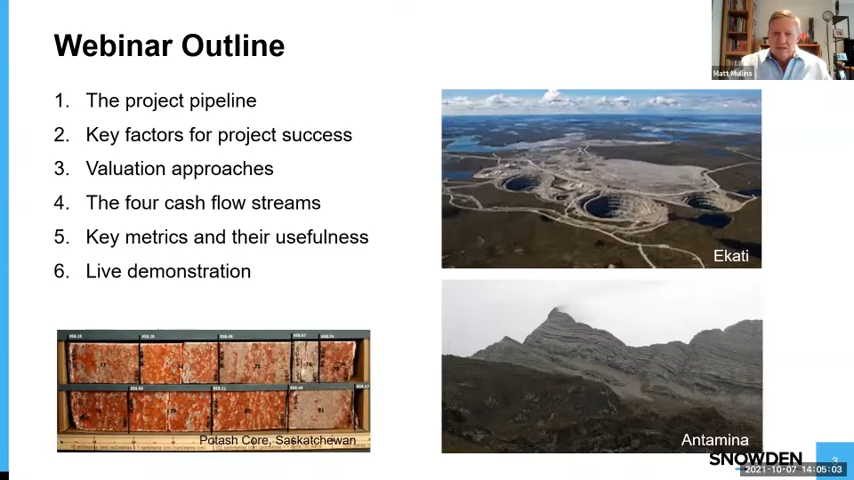 Webinar Outline
Matt Mullins
1. The project pipeline
2. Key factors for project success
3. Valuation approaches
4. The four cash flow streams
5. Key metrics and their usefulness
6. Live demonstration
Ekati
Potash Core, Saskatchewan
Antamina
SNOWDEN
3
2021-10-07 14:05:03